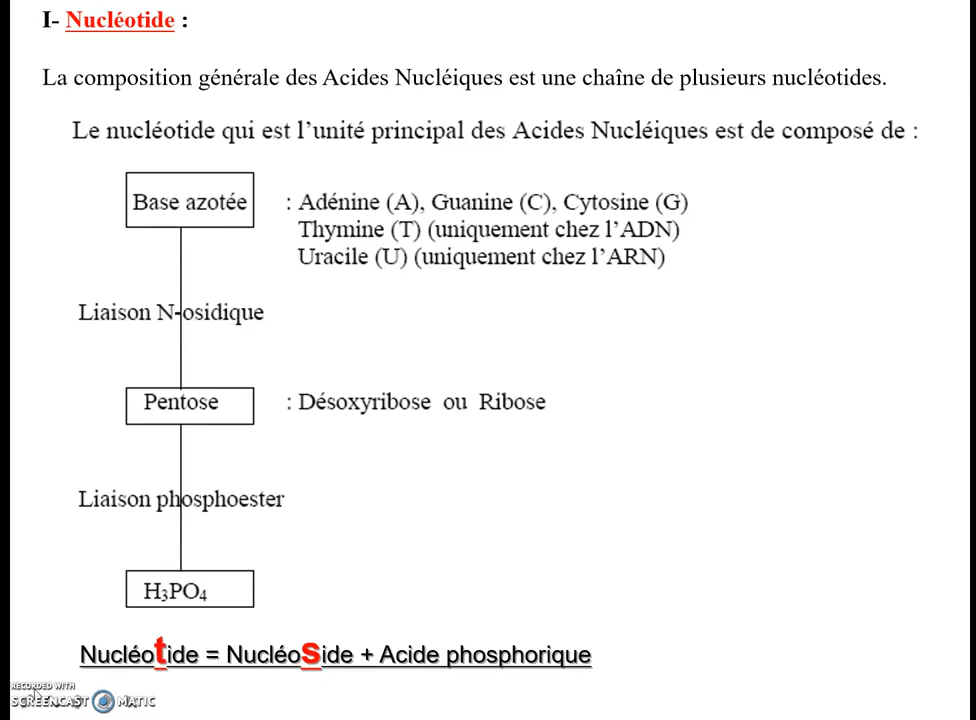 I- Nucléotide :
La composition générale des Acides Nucléiques est une chaîne de plusieurs nucléotides.
Le nucléotide qui est l’unité principal des Acides Nucléiques est de composé de :
Base azotée : Adénine (A), Guanine (C), Cytosine (G)
Thymine (T) (uniquement chez l’ADN)
Uracile (U) (uniquement chez l’ARN)
Liaison N-osidique
Pentose : Désoxyribose ou Ribose
Liaison phosphoester
H₃PO₄
Nucléotide = Nucléoside + Acide phosphorique
RECORDED WITH
SCREENCAST MATIC